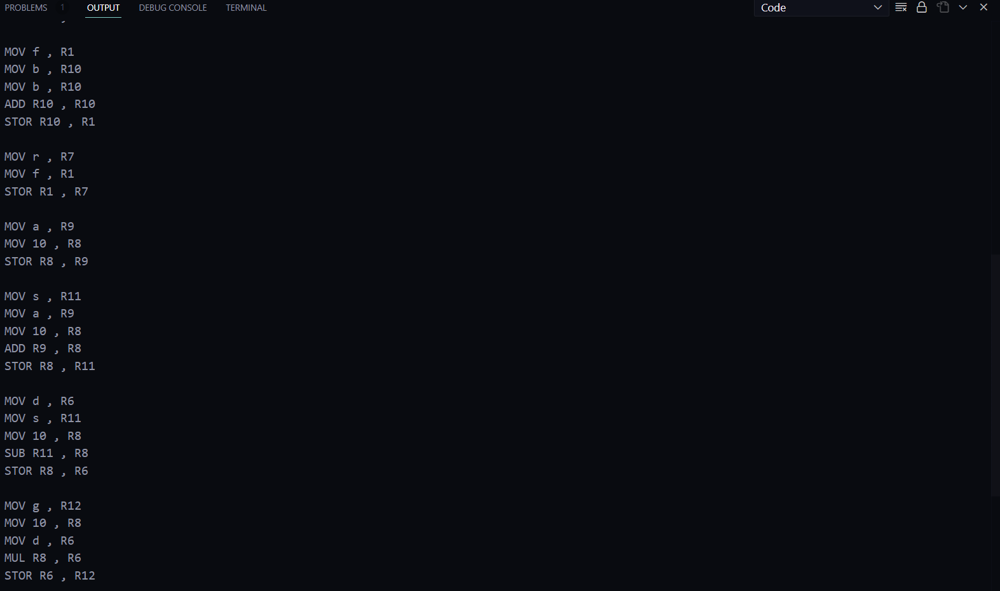 PROBLEMS 1 OUTPUT DEBUG CONSOLE TERMINAL Code
MOV f , R1
MOV b , R10
MOV b , R10
ADD R10 , R10
STOR R10 , R1
MOV r , R7
MOV f , R1
STOR R1 , R7
MOV a , R9
MOV 10 , R8
STOR R8 , R9
MOV s , R11
MOV a , R9
MOV 10 , R8
ADD R9 , R8
STOR R8 , R11
MOV d , R6
MOV s , R11
MOV 10 , R8
SUB R11 , R8
STOR R8 , R6
MOV g , R12
MOV 10 , R8
MOV d , R6
MUL R8 , R6
STOR R6 , R12